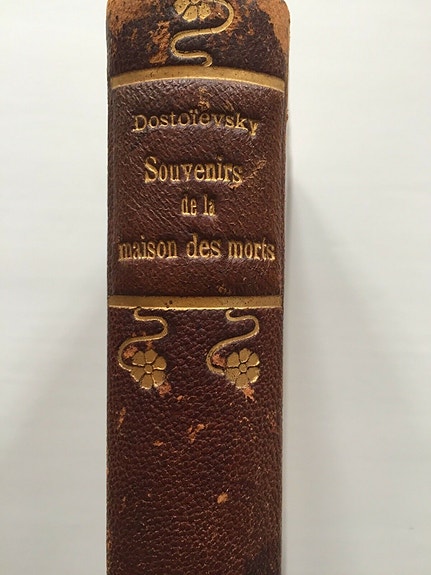 Dostoïevsky
Souvenirs
de la
maison des morts